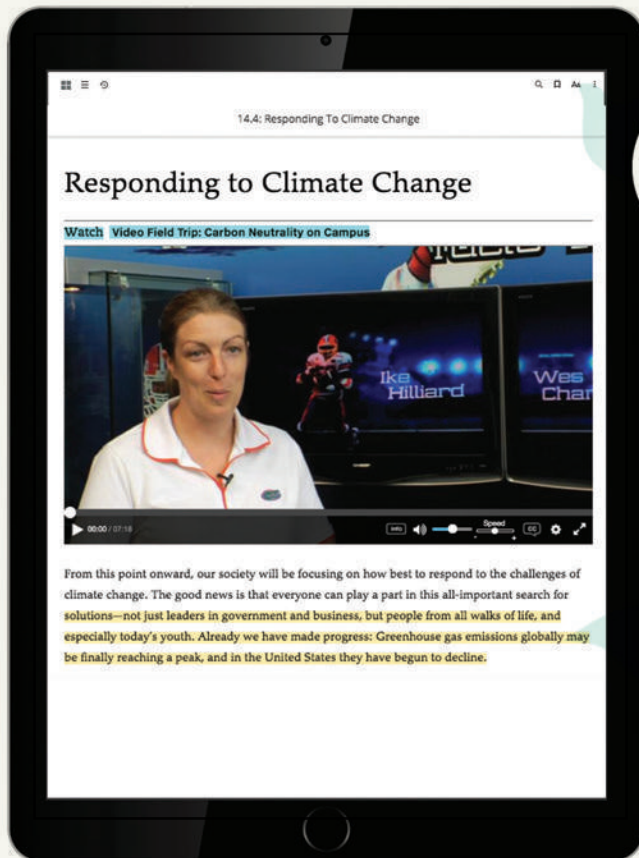 14.4: Responding To Climate Change
Responding to Climate Change
Watch Video Field Trip: Carbon Neutrality on Campus
Ike
Hilliard
Wes
Char
00:00 / 07:18
Info
Speed
- +
CC
From this point onward, our society will be focusing on how best to respond to the challenges of
climate change. The good news is that everyone can play a part in this all-important search for
solutions—not just leaders in government and business, but people from all walks of life, and
especially today's youth. Already we have made progress: Greenhouse gas emissions globally may
be finally reaching a peak, and in the United States they have begun to decline.